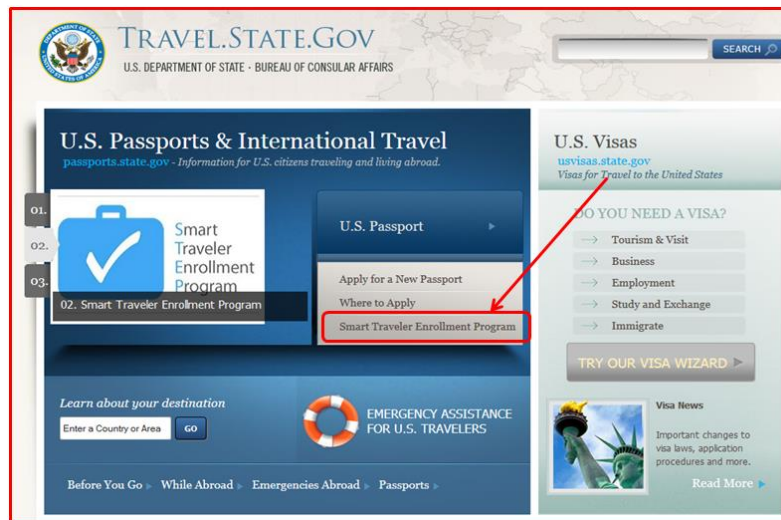 TRAVEL.STATE.GOV
U.S. DEPARTMENT OF STATE - BUREAU OF CONSULAR AFFAIRS
SEARCH
U.S. Passports & International Travel
passports.state.gov - Information for U.S. citizens traveling and living abroad.
01.
02.
03.
Smart
Traveler
Enrollment
Program
02. Smart Traveler Enrollment Program
U.S. Passport
Apply for a New Passport
Where to Apply
Smart Traveler Enrollment Program
Learn about your destination
Enter a Country or Area
GO
EMERGENCY ASSISTANCE
FOR U.S. TRAVELERS
Before You Go
While Abroad
Emergencies Abroad
Passports
U.S. Visas
usvisas.state.gov
Visas for Travel to the United States
DO YOU NEED A VISA?
Tourism & Visit
Business
Employment
Study and Exchange
Immigrate
TRY OUR VISA WIZARD
Visa News
Important changes to
visa laws, application
procedures and more.
Read More